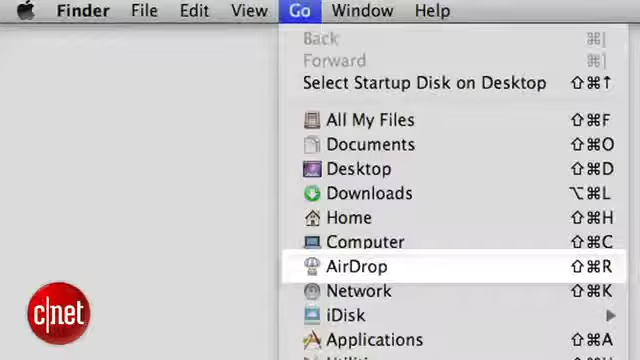 Finder File Edit View Go Window Help
Back ⌘[
Forward ⌘]
Select Startup Disk on Desktop ⇧⌘↑
All My Files ⇧⌘F
Documents ⇧⌘O
Desktop ⇧⌘D
Downloads ⌥⌘L
Home ⇧⌘H
Computer ⇧⌘C
AirDrop ⇧⌘R
Network ⇧⌘K
iDisk ▶
Applications ⇧⌘A
c|net